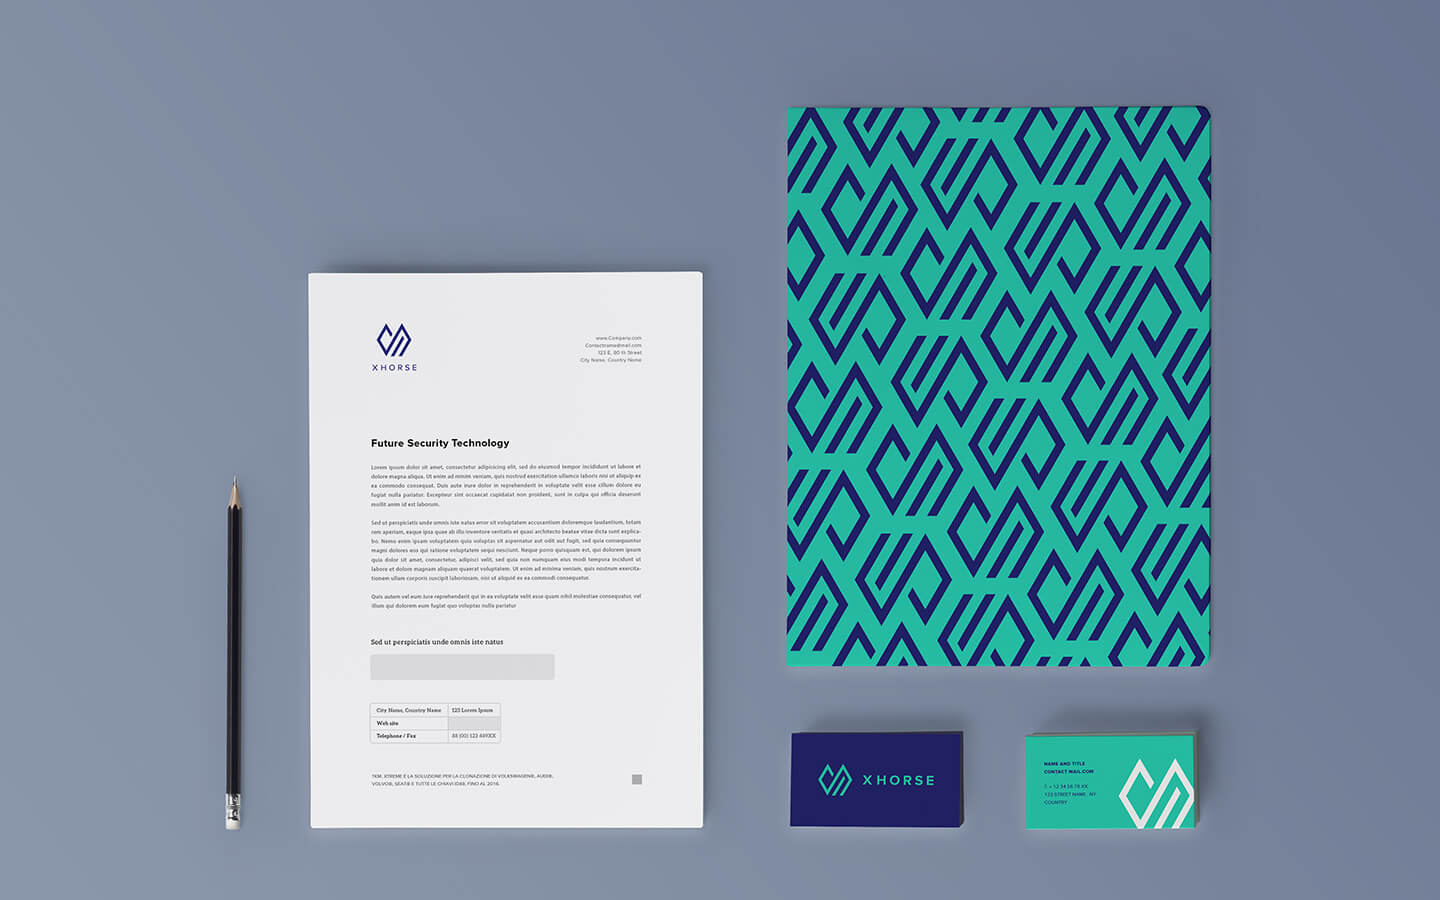 XHORSE
www.Company.com
Contactname@mail.com
123 E, 80 th Street
City Name, Country Name
Future Security Technology
Lorem ipsum dolor sit amet, consectetur adipisicing elit, sed do eiusmod tempor incididunt ut labore et
dolore magna aliqua. Ut enim ad minim veniam, quis nostrud exercitation ullamco laboris nisi ut aliquip ex
ea commodo consequat. Duis aute irure dolor in reprehenderit in voluptate velit esse cillum dolore eu
fugiat nulla pariatur. Excepteur sint occaecat cupidatat non proident, sunt in culpa qui officia deserunt
mollit anim id est laborum.
Sed ut perspiciatis unde omnis iste natus error sit voluptatem accusantium doloremque laudantium, totam
rem aperiam, eaque ipsa quae ab illo inventore veritatis et quasi architecto beatae vitae dicta sunt explica-
bo. Nemo enim ipsam voluptatem quia voluptas sit aspernatur aut odit aut fugit, sed quia consequuntur
magni dolores eos qui ratione voluptatem sequi nesciunt. Neque porro quisquam est, qui dolorem ipsum
quia dolor sit amet, consectetur, adipisci velit, sed quia non numquam eius modi tempora incidunt ut
labore et dolore magnam aliquam quaerat voluptatem. Ut enim ad minima veniam, quis nostrum exercita-
tionem ullam corporis suscipit laboriosam, nisi ut aliquid ex ea commodi consequatur.
Quis autem vel eum iure reprehenderit qui in ea voluptate velit esse quam nihil molestiae consequatur, vel
illum qui dolorem eum fugiat quo voluptas nulla pariatur
Sed ut perspiciatis unde omnis iste natus
City Name, Country Name 123 Lorem Ipsum
Web site
Telephone / Fax 88 (00) 123 489XX
TKM. XTREME È LA SOLUZIONE PER LA CLONAZIONE DI VOLKSWAGEN®, AUDI®,
VOLVO®, SEAT® E TUTTE LE CHIAVI ID88, FINO AL 2016.
XHORSE
NAME AND TITLE
CONTACT MAIL.COM
T. + 12 34 56 78 XX
123 STREET NAME, NY
COUNTRY